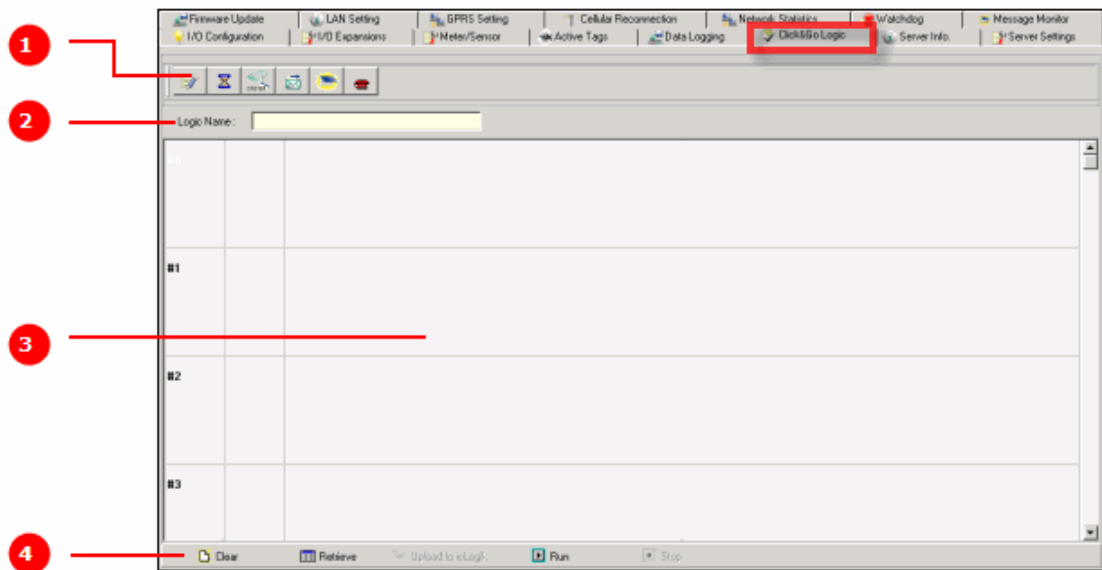 Firmware Update LAN Setting GPRS Setting Cellular Reconnection Network Statistics Watchdog Message Monitor
I/O Configuration I/O Expansions Meter/Sensor Active Tags Data Logging Click&Go Logic Server Info. Server Settings
1
2
Logic Name:
#0
#1
3
#2
#3
4
Clear Retrieve Upload to ioLogik Run Stop